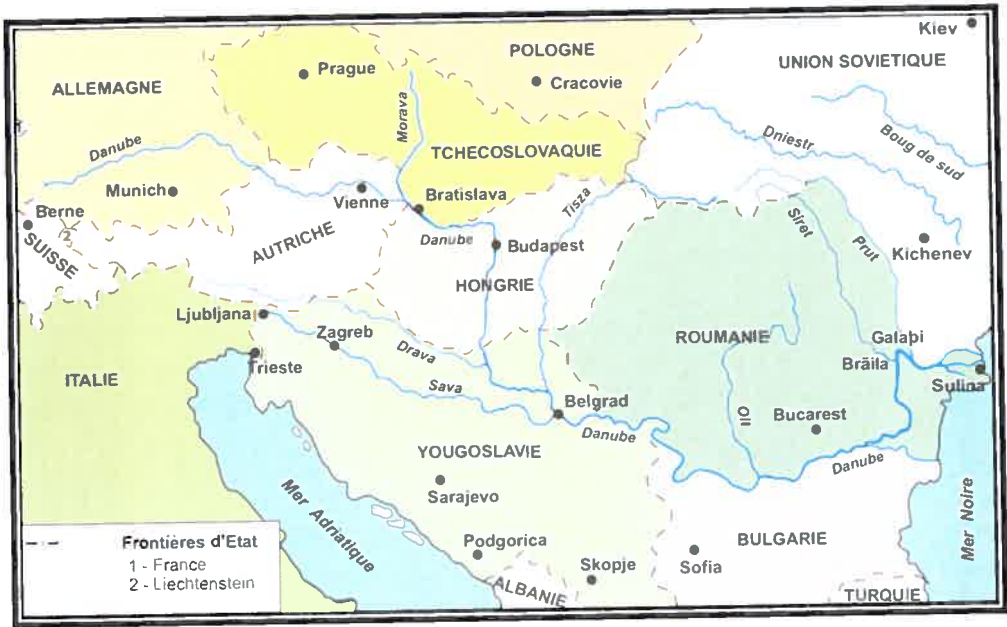 Kiev
POLOGNE
UNION SOVIETIQUE
Prague
ALLEMAGNE
Cracovie
Morava
Danube
Dniestr
Boug de sud
TCHECOSLOVAQUIE
Munich
Vienne
Bratislava
Tisza
Berne
2
SUISSE
AUTRICHE
Danube
Budapest
Siret
Prut
Kichenev
HONGRIE
Ljubljana
Zagreb
Drava
ROUMANIE
Galaþi
Trieste
Brăila
ITALIE
Sava
Sulina
Belgrad
Olt
Bucarest
Danube
YOUGOSLAVIE
Danube
Sarajevo
Mer Adriatique
Mer Noire
BULGARIE
Podgorica
Skopje
Sofia
ALBANIE
TURQUIE
Frontières d'Etat
1 - France
2 - Liechtenstein